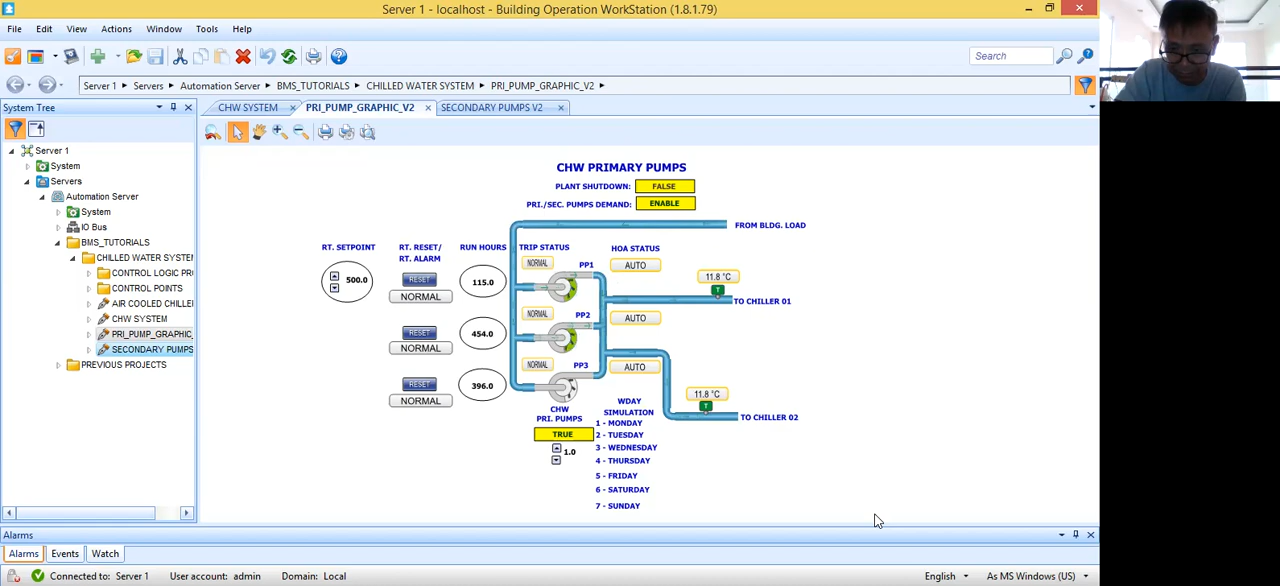 Server 1 - localhost - Building Operation WorkStation (1.8.1.79)
File Edit View Actions Window Tools Help
Search
Server 1 Servers Automation Server BMS_TUTORIALS CHILLED WATER SYSTEM PRI_PUMP_GRAPHIC_V2
System Tree
CHW SYSTEM PRI_PUMP_GRAPHIC_V2 SECONDARY PUMPS V2
Server 1
System
Servers
Automation Server
System
IO Bus
BMS_TUTORIALS
CHILLED WATER SYSTEM
CONTROL LOGIC PR
CONTROL POINTS
AIR COOLED CHILLE
CHW SYSTEM
PRI_PUMP_GRAPHIC_
SECONDARY PUMPS
PREVIOUS PROJECTS
CHW PRIMARY PUMPS
PLANT SHUTDOWN: FALSE
PRI./SEC. PUMPS DEMAND: ENABLE
FROM BLDG. LOAD
RT. SETPOINT
RT. RESET/
RT. ALARM
RUN HOURS
TRIP STATUS
HOA STATUS
500.0
RESET
NORMAL
115.0
NORMAL
PP1
AUTO
11.8 °C
T
TO CHILLER 01
RESET
NORMAL
454.0
NORMAL
PP2
AUTO
RESET
NORMAL
396.0
NORMAL
PP3
AUTO
11.8 °C
T
TO CHILLER 02
CHW
PRI. PUMPS
TRUE
1.0
WDAY
SIMULATION
1 - MONDAY
2 - TUESDAY
3 - WEDNESDAY
4 - THURSDAY
5 - FRIDAY
6 - SATURDAY
7 - SUNDAY
Alarms
Alarms Events Watch
Connected to: Server 1 User account: admin Domain: Local English As MS Windows (US)